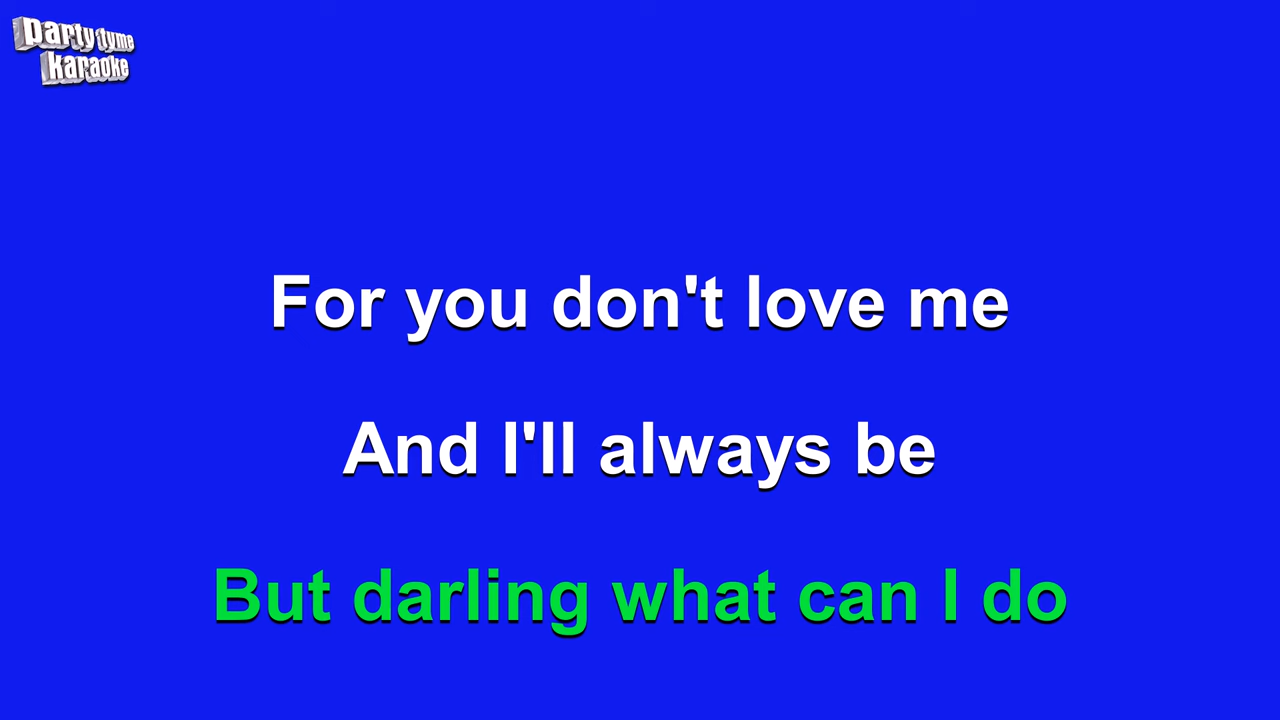 party tyme
karaoke
For you don't love me
And I'll always be
But darling what can I do